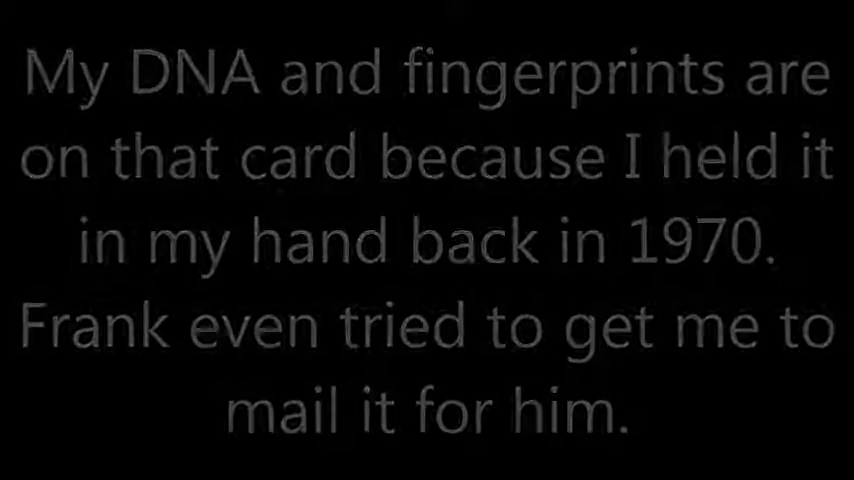 My DNA and fingerprints are
on that card because I held it
in my hand back in 1970.
Frank even tried to get me to
mail it for him.